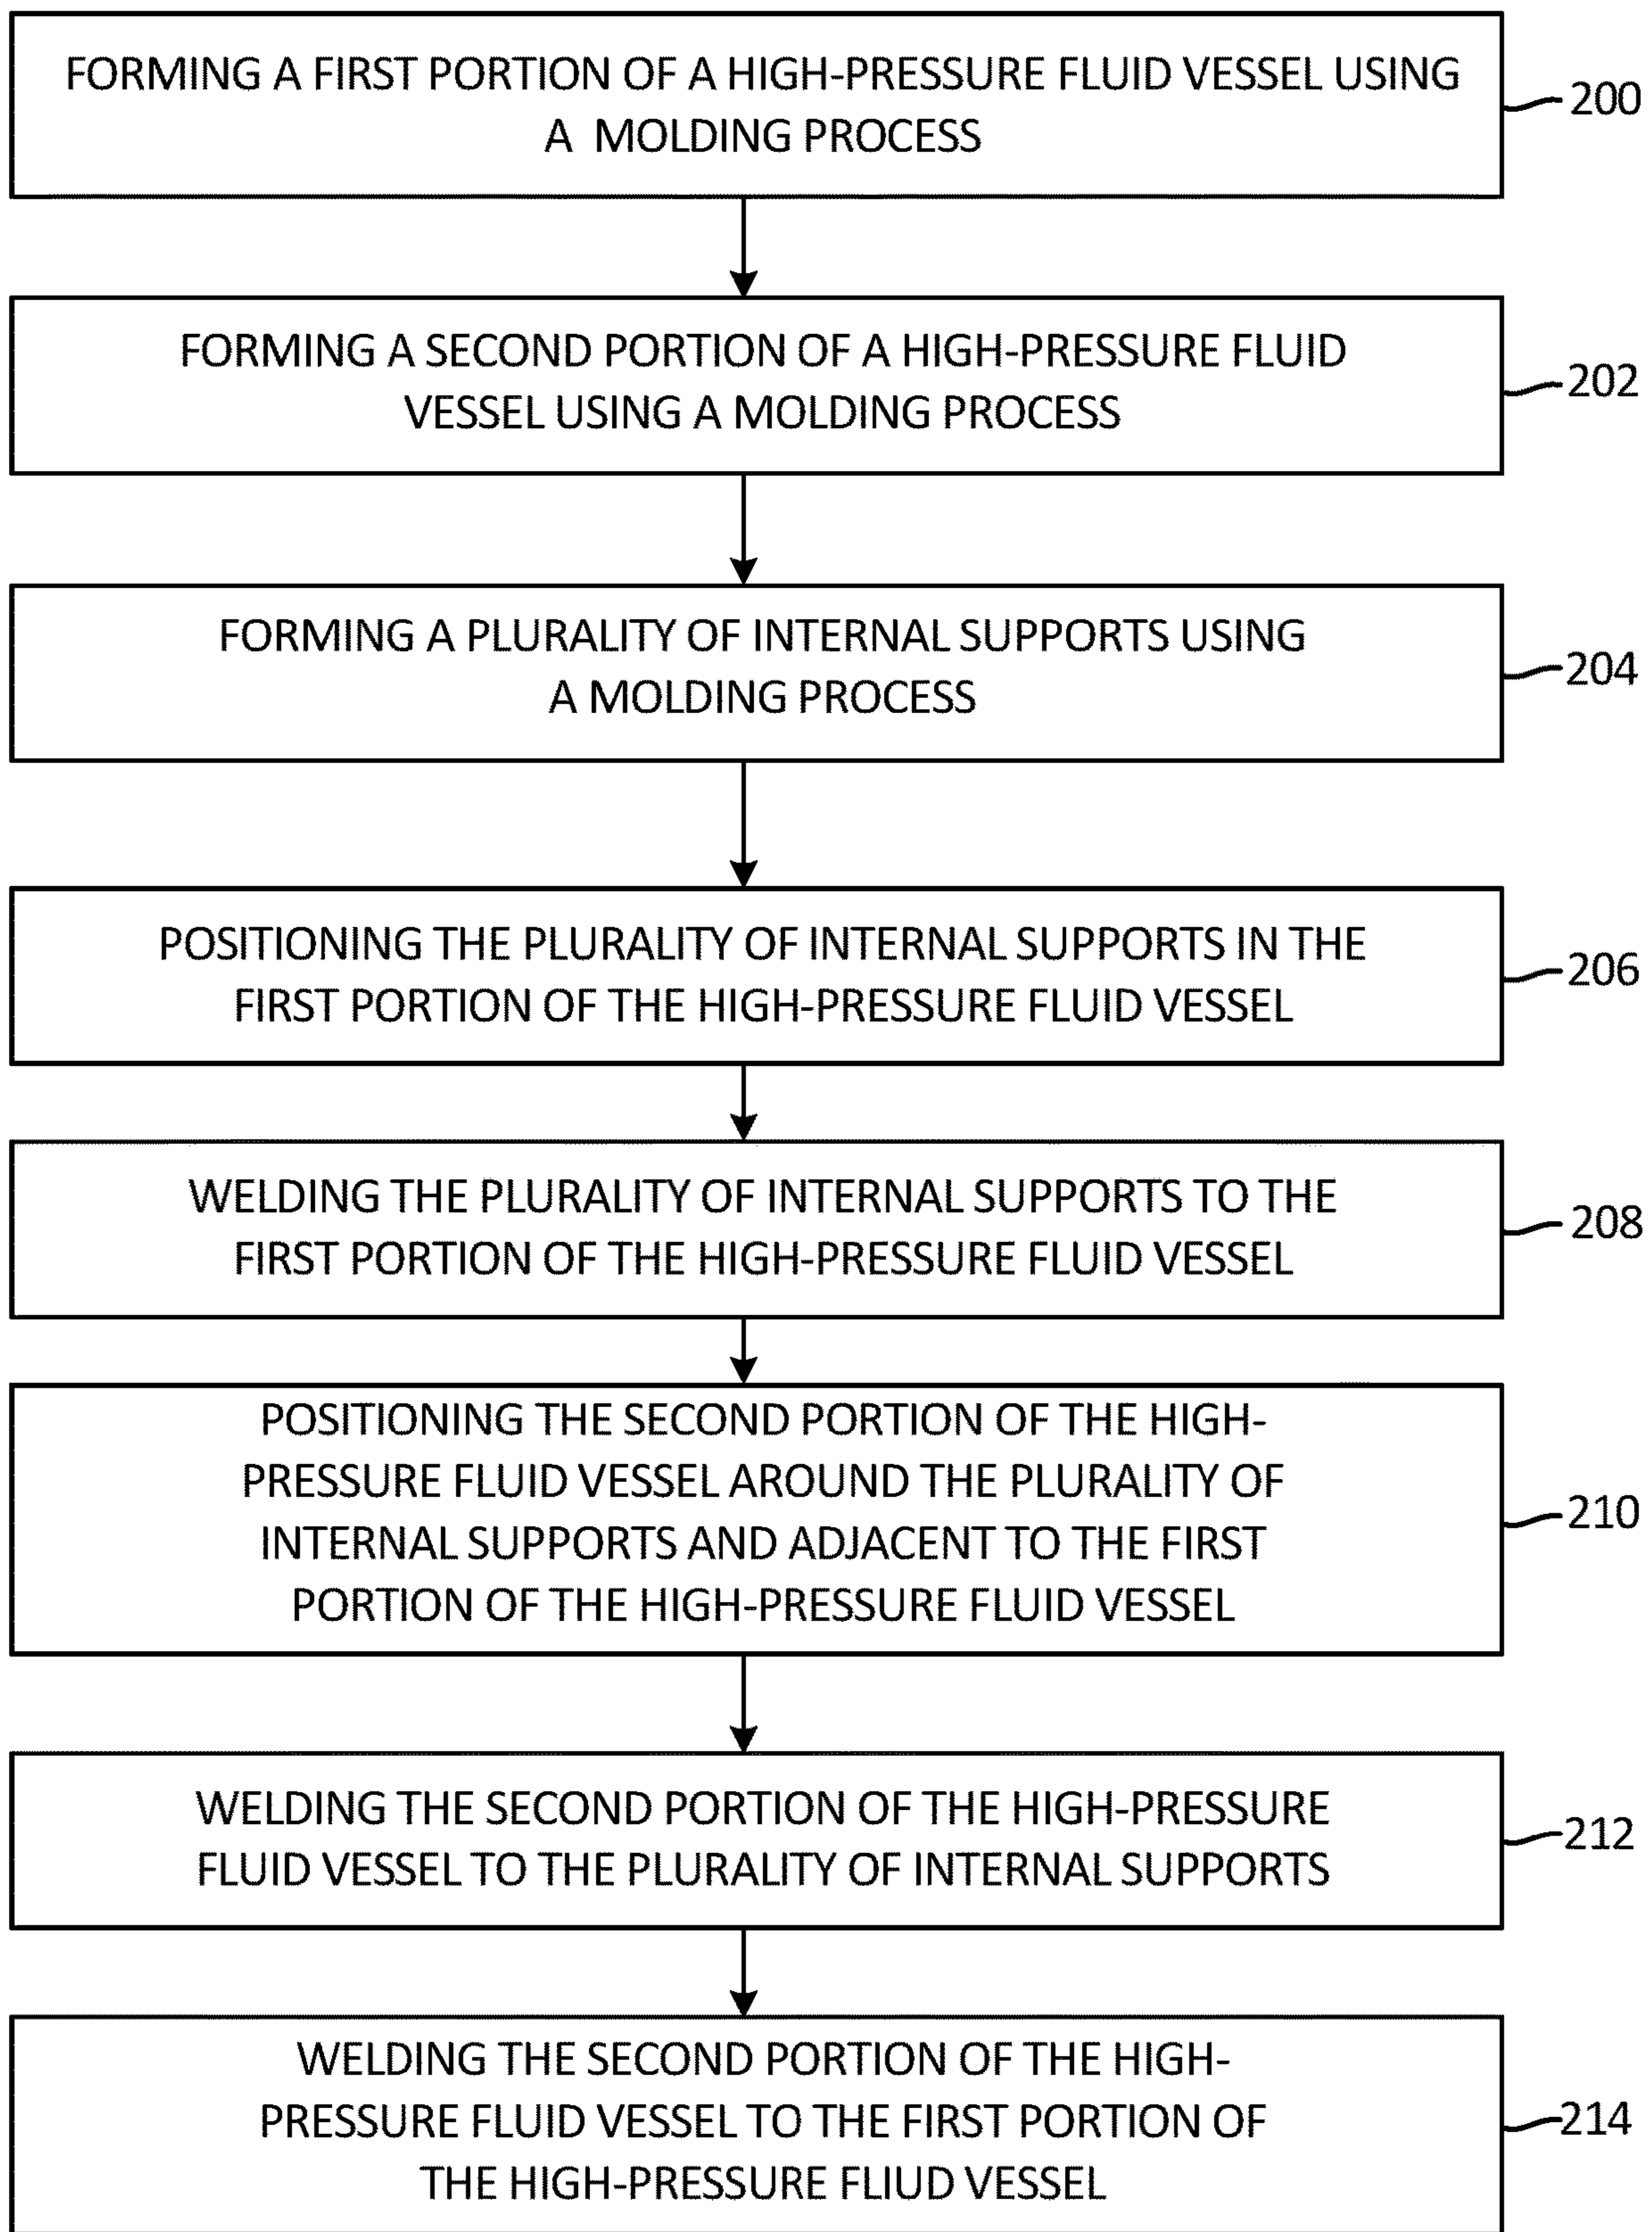 FORMING A FIRST PORTION OF A HIGH-PRESSURE FLUID VESSEL USING
A MOLDING PROCESS
200
FORMING A SECOND PORTION OF A HIGH-PRESSURE FLUID
VESSEL USING A MOLDING PROCESS
202
FORMING A PLURALITY OF INTERNAL SUPPORTS USING
A MOLDING PROCESS
204
POSITIONING THE PLURALITY OF INTERNAL SUPPORTS IN THE
FIRST PORTION OF THE HIGH-PRESSURE FLUID VESSEL
206
WELDING THE PLURALITY OF INTERNAL SUPPORTS TO THE
FIRST PORTION OF THE HIGH-PRESSURE FLUID VESSEL
208
POSITIONING THE SECOND PORTION OF THE HIGH-
PRESSURE FLUID VESSEL AROUND THE PLURALITY OF
INTERNAL SUPPORTS AND ADJACENT TO THE FIRST
PORTION OF THE HIGH-PRESSURE FLUID VESSEL
210
WELDING THE SECOND PORTION OF THE HIGH-PRESSURE
FLUID VESSEL TO THE PLURALITY OF INTERNAL SUPPORTS
212
WELDING THE SECOND PORTION OF THE HIGH-
PRESSURE FLUID VESSEL TO THE FIRST PORTION OF
THE HIGH-PRESSURE FLIUD VESSEL
214